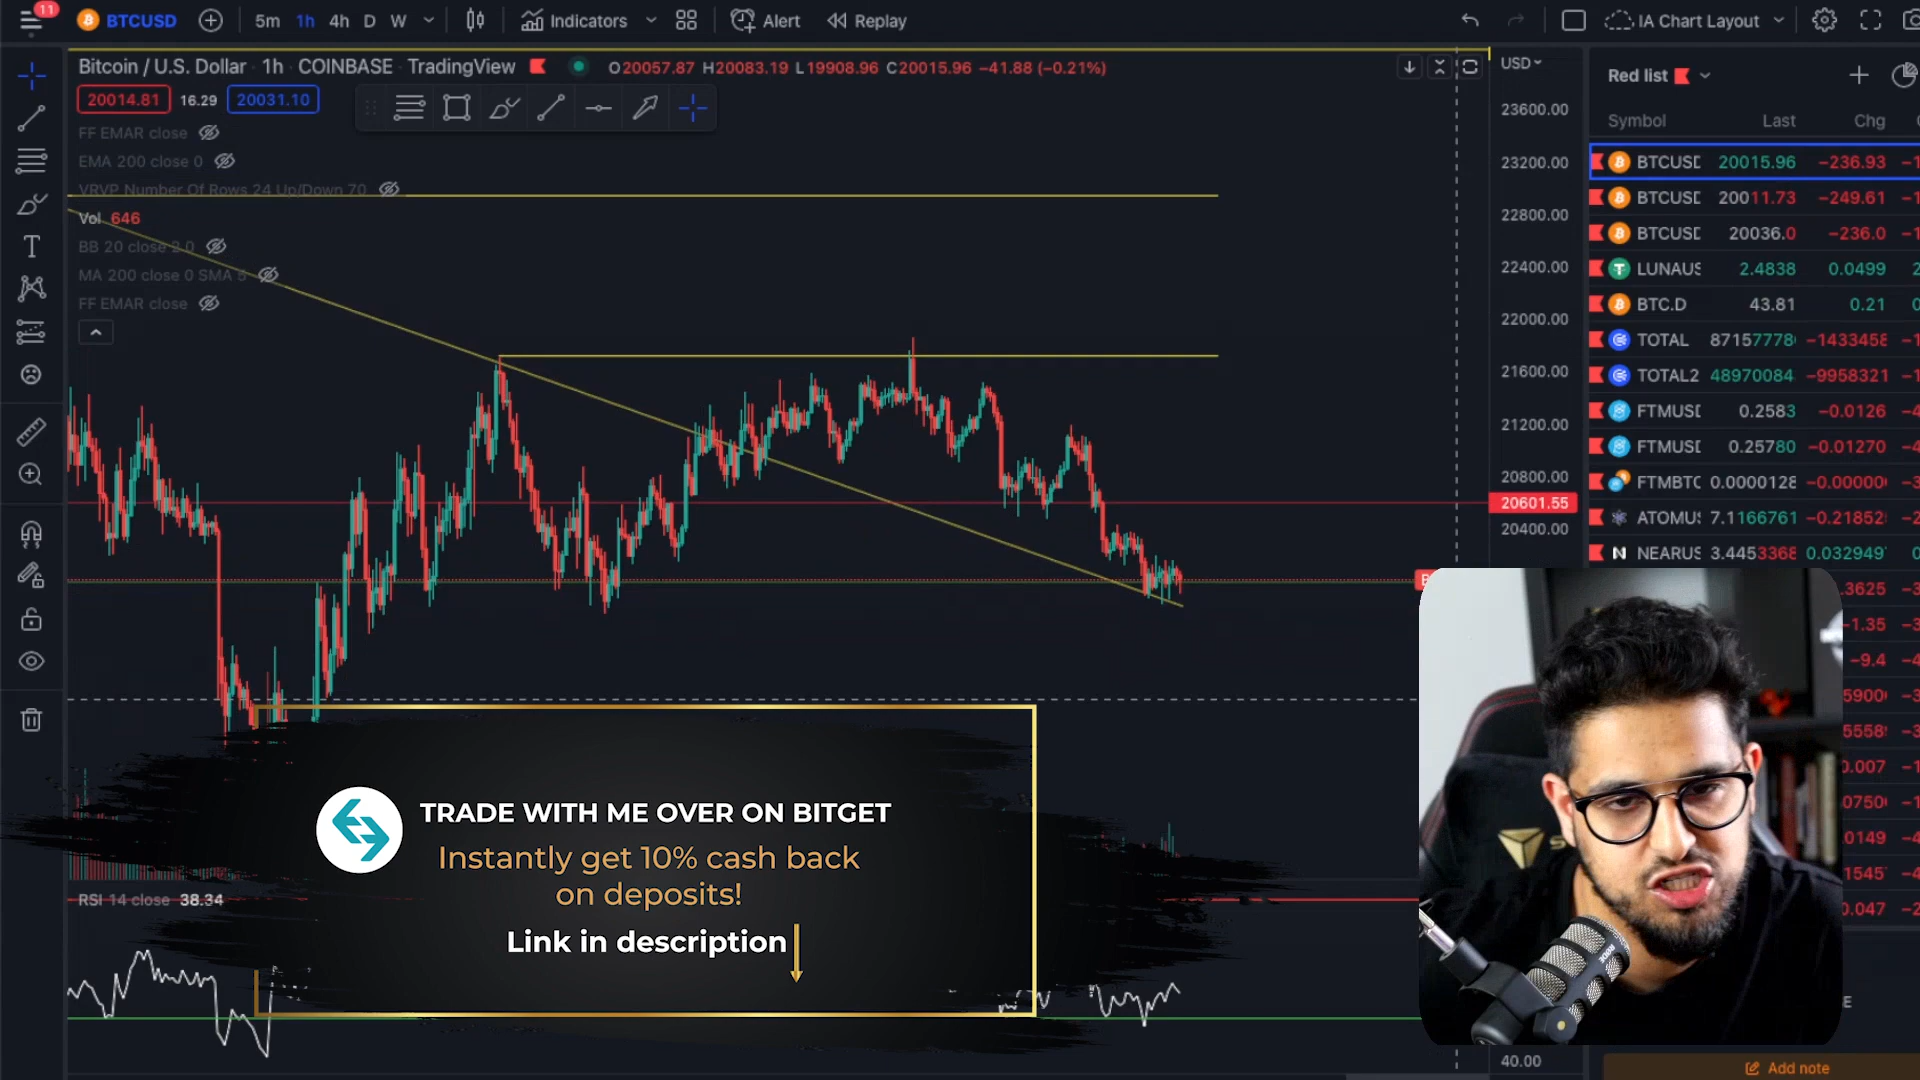 11
BTCUSD
5m 1h 4h D W
Indicators
Alert
Replay
IA Chart Layout
Bitcoin / U.S. Dollar · 1h · COINBASE · TradingView
O20057.87 H20083.19 L19908.96 C20015.96 −41.88 (−0.21%)
20014.81 16.29 20031.10
FF EMAR close
EMA 200 close 0
VRVP Number Of Rows 24 Up/Down 70
Vol 646
BB 20 close 2 0
MA 200 close 0 SMA 5
FF EMAR close
USD
23600.00
23200.00
22800.00
22400.00
22000.00
21600.00
21200.00
20800.00
20601.55
20400.00
Red list
Symbol Last Chg
BTCUSD 20015.96 −236.93
BTCUSD 20011.73 −249.61
BTCUSD 20036.0 −236.0
LUNAUS 2.4838 0.0499
BTC.D 43.81 0.21
TOTAL 87157778 −1433458
TOTAL2 48970084 −9958321
FTMUSD 0.2583 −0.0126
FTMUSD 0.25780 −0.01270
FTMBTC 0.0000128 −0.00000
ATOMUS 7.1166761 −0.21852
NEARUS 3.4453368 0.032949
.3625
−1.35
−9.4
TRADE WITH ME OVER ON BITGET
Instantly get 10% cash back
on deposits!
Link in description
RSI 14 close 38.34
40.00
Add note